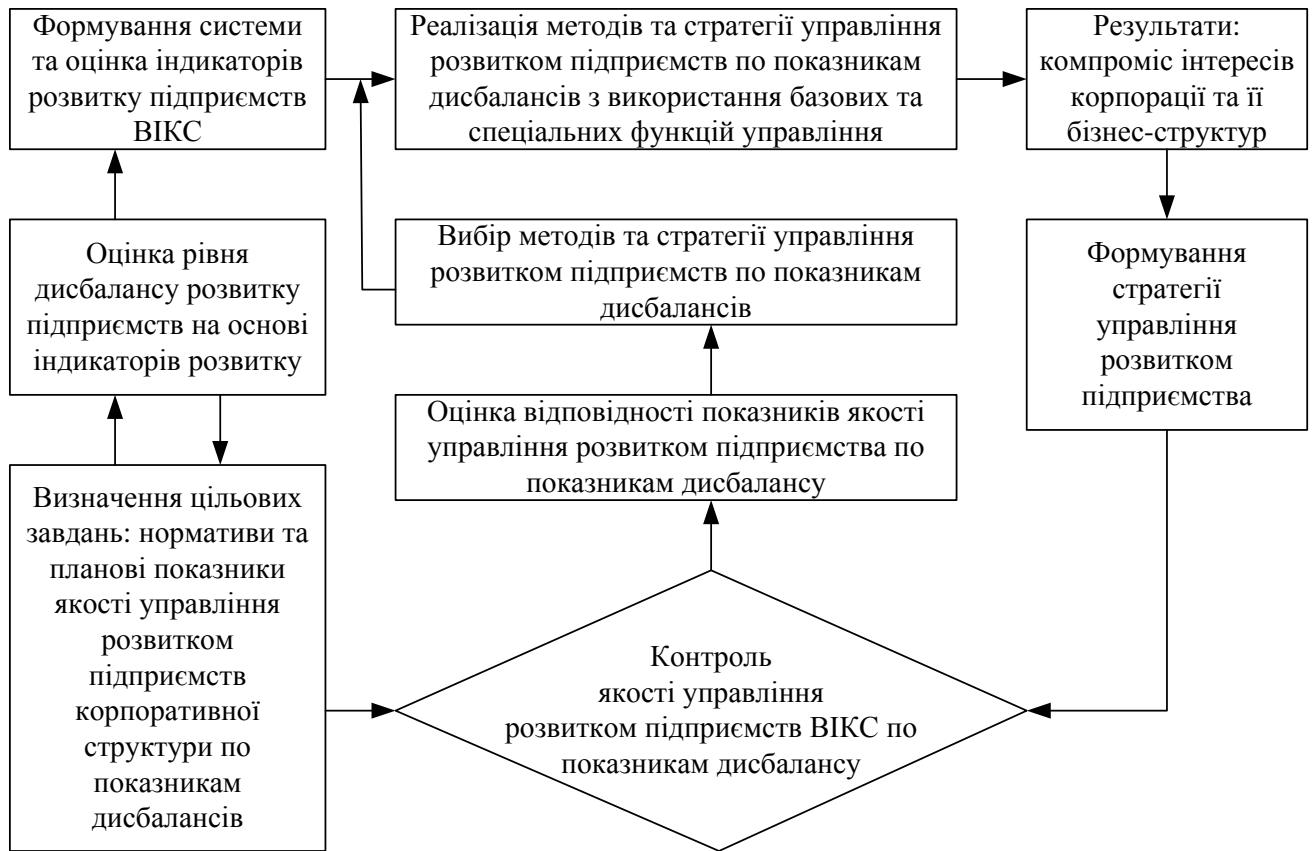 Формування системи
та оцінка індикаторів
розвитку підприємств
ВІКС
Реалізація методів та стратегії управління
розвитком підприємств по показникам
дисбалансів з використання базових та
спеціальних функцій управління
Результати:
компроміс інтересів
корпорації та її
бізнес-структур
Оцінка рівня
дисбалансу розвитку
підприємств на основі
індикаторів розвитку
Вибір методів та стратегії управління
розвитком підприємств по показникам
дисбалансів
Формування
стратегії
управління
розвитком
підприємства
Оцінка відповідності показників якості
управління розвитком підприємства по
показникам дисбалансу
Визначення цільових
завдань: нормативи та
планові показники
якості управління
розвитком
підприємств
корпоративної
структури по
показникам
дисбалансів
Контроль
якості управління
розвитком підприємств ВІКС по
показникам дисбалансу